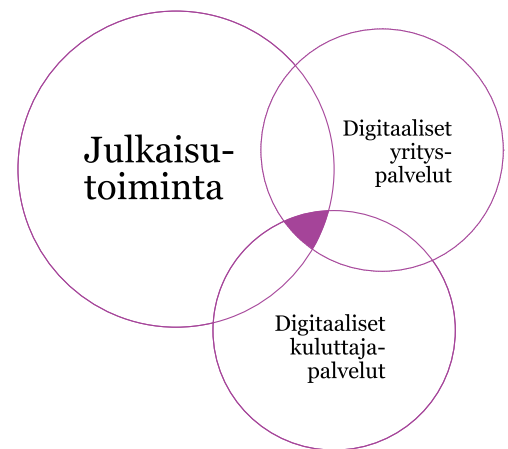 Julkaisu-
toiminta
Digitaaliset
yritys-
palvelut
Digitaaliset
kuluttaja-
palvelut